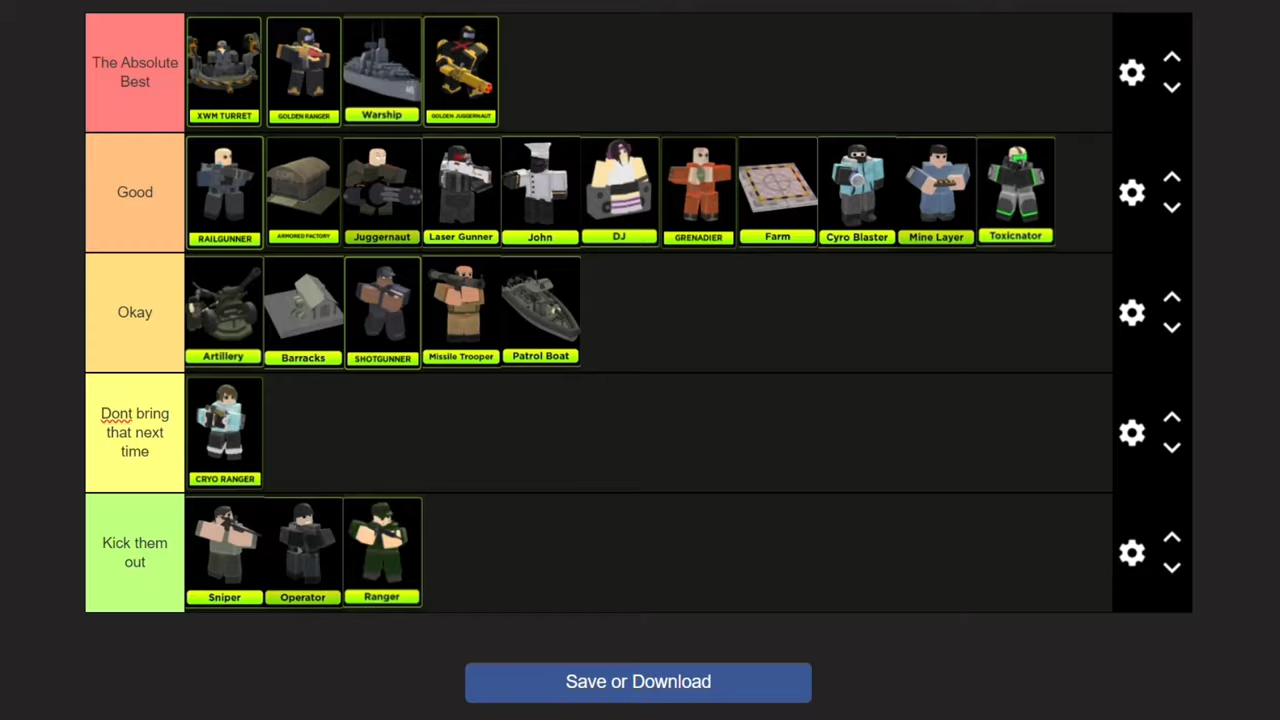 The Absolute
Best
XWM TURRET
GOLDEN RANGER
Warship
GOLDEN JUGGERNAUT
Good
RAILGUNNER
ARMORED FACTORY
Juggernaut
Laser Gunner
John
DJ
GRENADIER
Farm
Cyro Blaster
Mine Layer
Toxicnator
Okay
Artillery
Barracks
SHOTGUNNER
Missile Trooper
Patrol Boat
Dont bring
that next
time
CRYO RANGER
Kick them
out
Sniper
Operator
Ranger
Save or Download